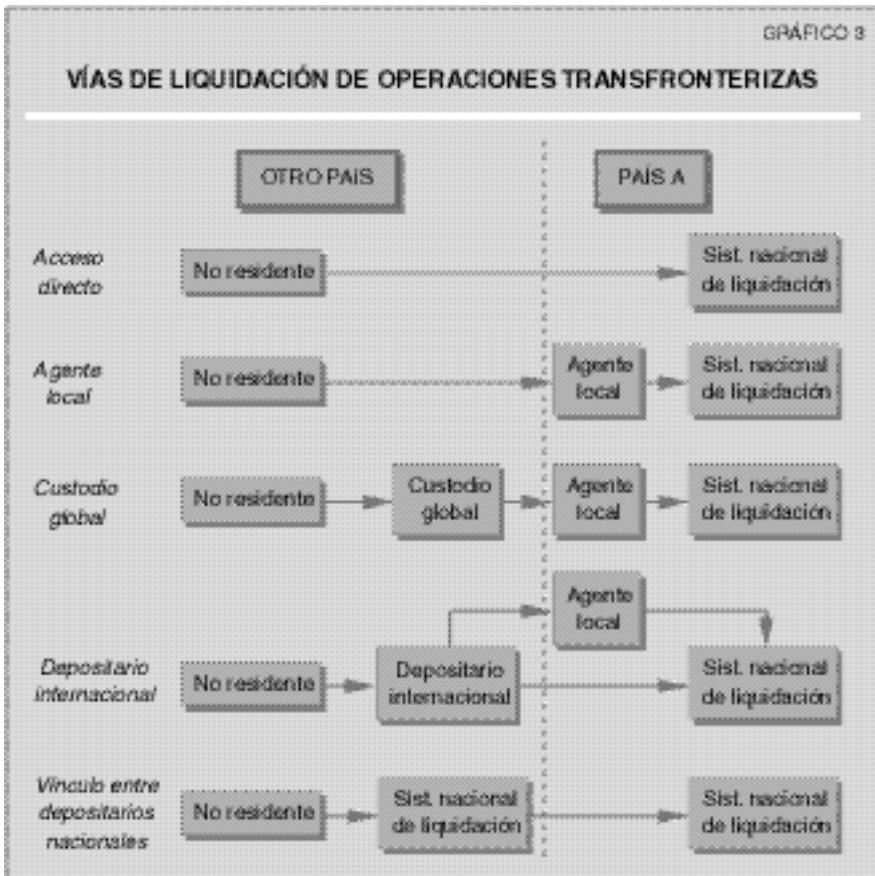 GRÁFICO 3
VÍAS DE LIQUIDACIÓN DE OPERACIONES TRANSFRONTERIZAS
OTRO PAÍS
PAÍS A
Acceso
directo
No residente
Sist. nacional
de liquidación
Agente
local
No residente
Agente
local
Sist. nacional
de liquidación
Custodio
global
No residente
Custodio
global
Agente
local
Sist. nacional
de liquidación
Agente
local
Depositario
internacional
No residente
Depositario
internacional
Sist. nacional
de liquidación
Vínculo entre
depositarios
nacionales
No residente
Sist. nacional
de liquidación
Sist. nacional
de liquidación